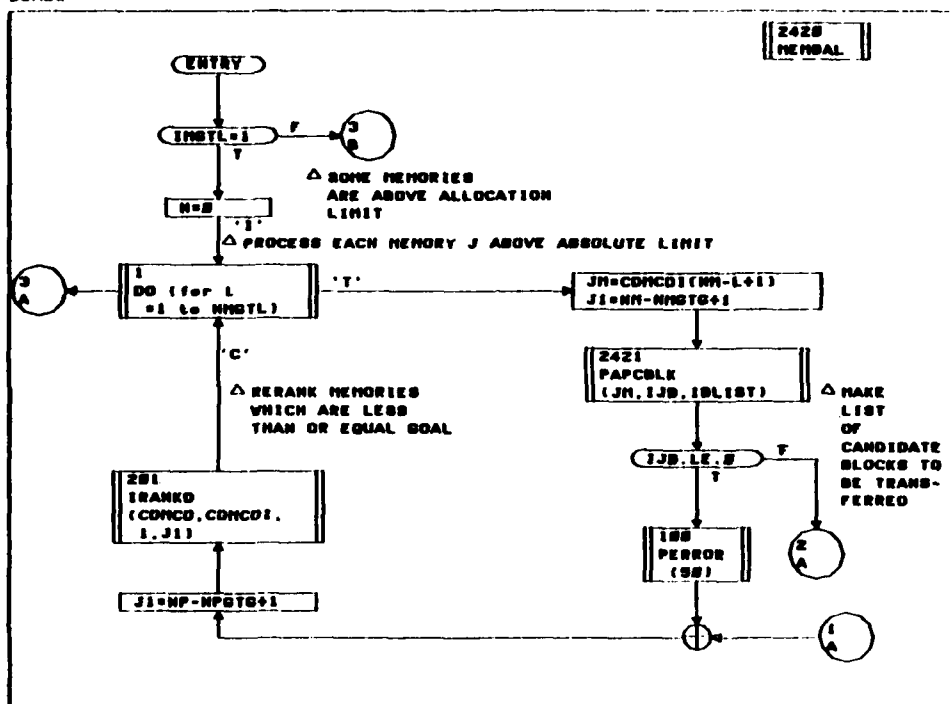 2420
MEMBAL
ENTRY
IMGTL=1
F
3
B
T
△ SOME MEMORIES
ARE ABOVE ALLOCATION
LIMIT
M=0
'I'
△ PROCESS EACH MEMORY J ABOVE ABSOLUTE LIMIT
3
A
1
DO (for L
=1 to NMGTL)
'T'
JM=CDMCDI(NM-L+1)
J1=NM-NMGTG+1
'C'
2421
PAPCBLK
(JM,IJB,IBLIST)
△ RERANK MEMORIES
WHICH ARE LESS
THAN OR EQUAL GOAL
△ MAKE
LIST
OF
CANDIDATE
BLOCKS TO
BE TRANS-
FERRED
IJB.LE.0
F
T
201
IRANKD
(CDMCD,CDMCDI,
1,J1)
100
PERROR
(50)
2
A
J1=NP-NPGTG+1
1
A